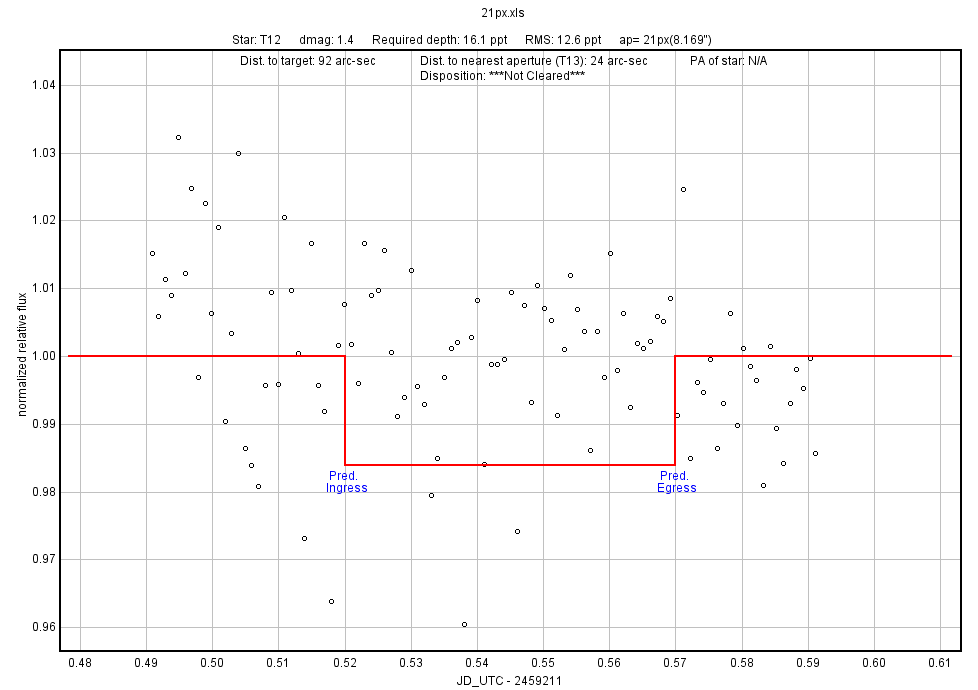 21px.xls
Star: T12 dmag: 1.4 Required depth: 16.1 ppt RMS: 12.6 ppt ap= 21px(8.169")
Dist. to target: 92 arc-sec Dist. to nearest aperture (T13): 24 arc-sec PA of star: N/A
Disposition: ***Not Cleared***
1.04
1.03
1.02
1.01
1.00
0.99
0.98
0.97
0.96
normalized relative flux
Pred.
Ingress
Pred.
Egress
0.48 0.49 0.50 0.51 0.52 0.53 0.54 0.55 0.56 0.57 0.58 0.59 0.60 0.61
JD_UTC - 2459211